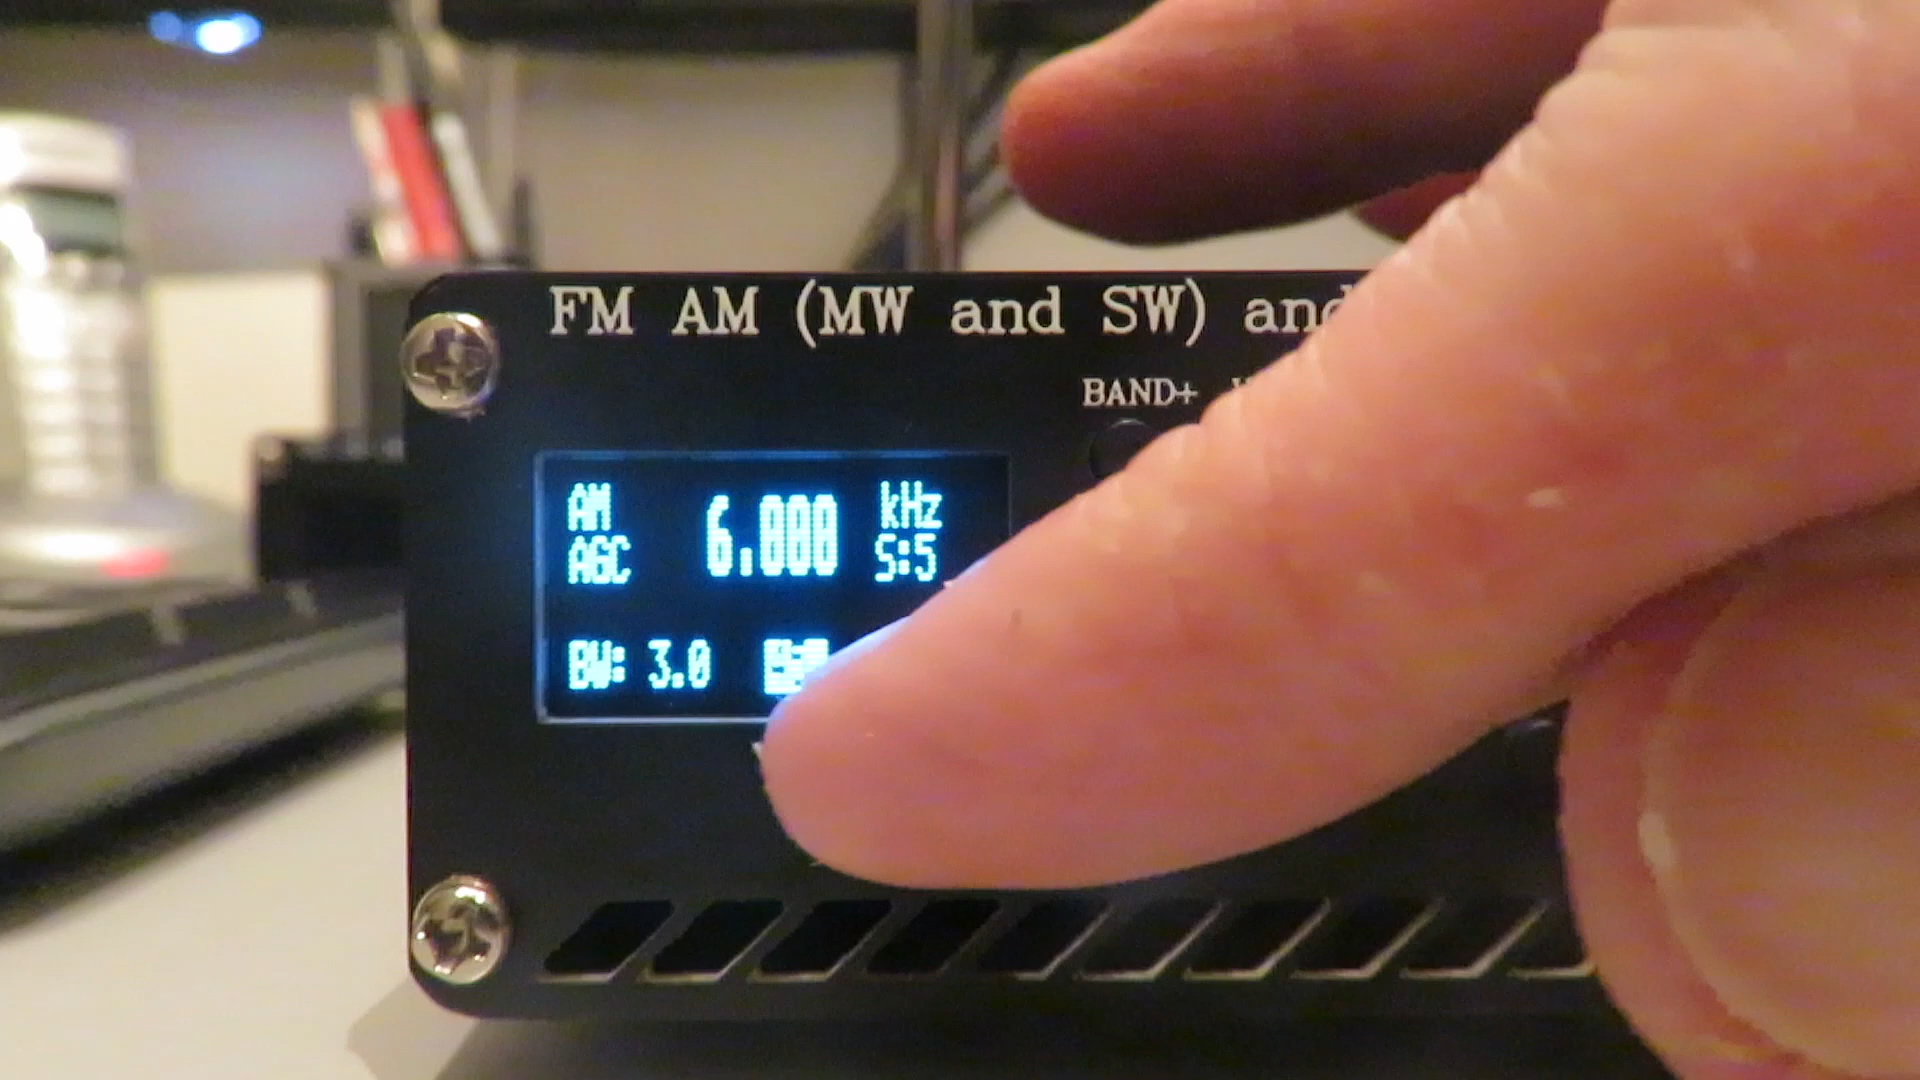 FM AM (MW and SW) and
BAND+
AM 6.000 kHz
AGC S:5
BW: 3.0